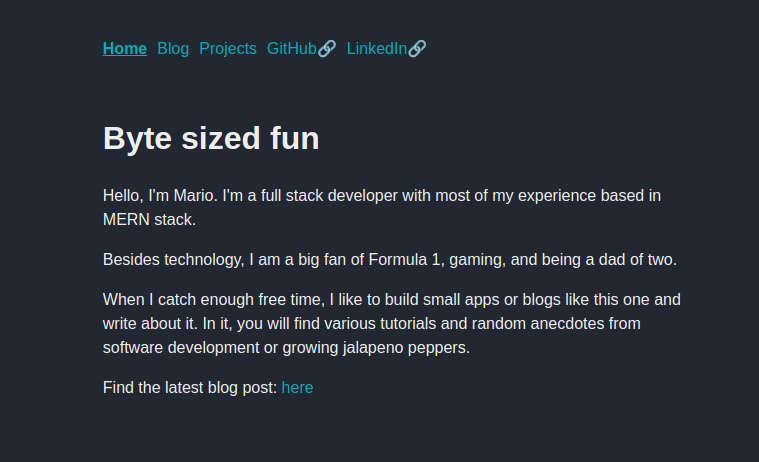 Home Blog Projects GitHub🔗 LinkedIn🔗
Byte sized fun
Hello, I'm Mario. I'm a full stack developer with most of my experience based in
MERN stack.
Besides technology, I am a big fan of Formula 1, gaming, and being a dad of two.
When I catch enough free time, I like to build small apps or blogs like this one and
write about it. In it, you will find various tutorials and random anecdotes from
software development or growing jalapeno peppers.
Find the latest blog post: here